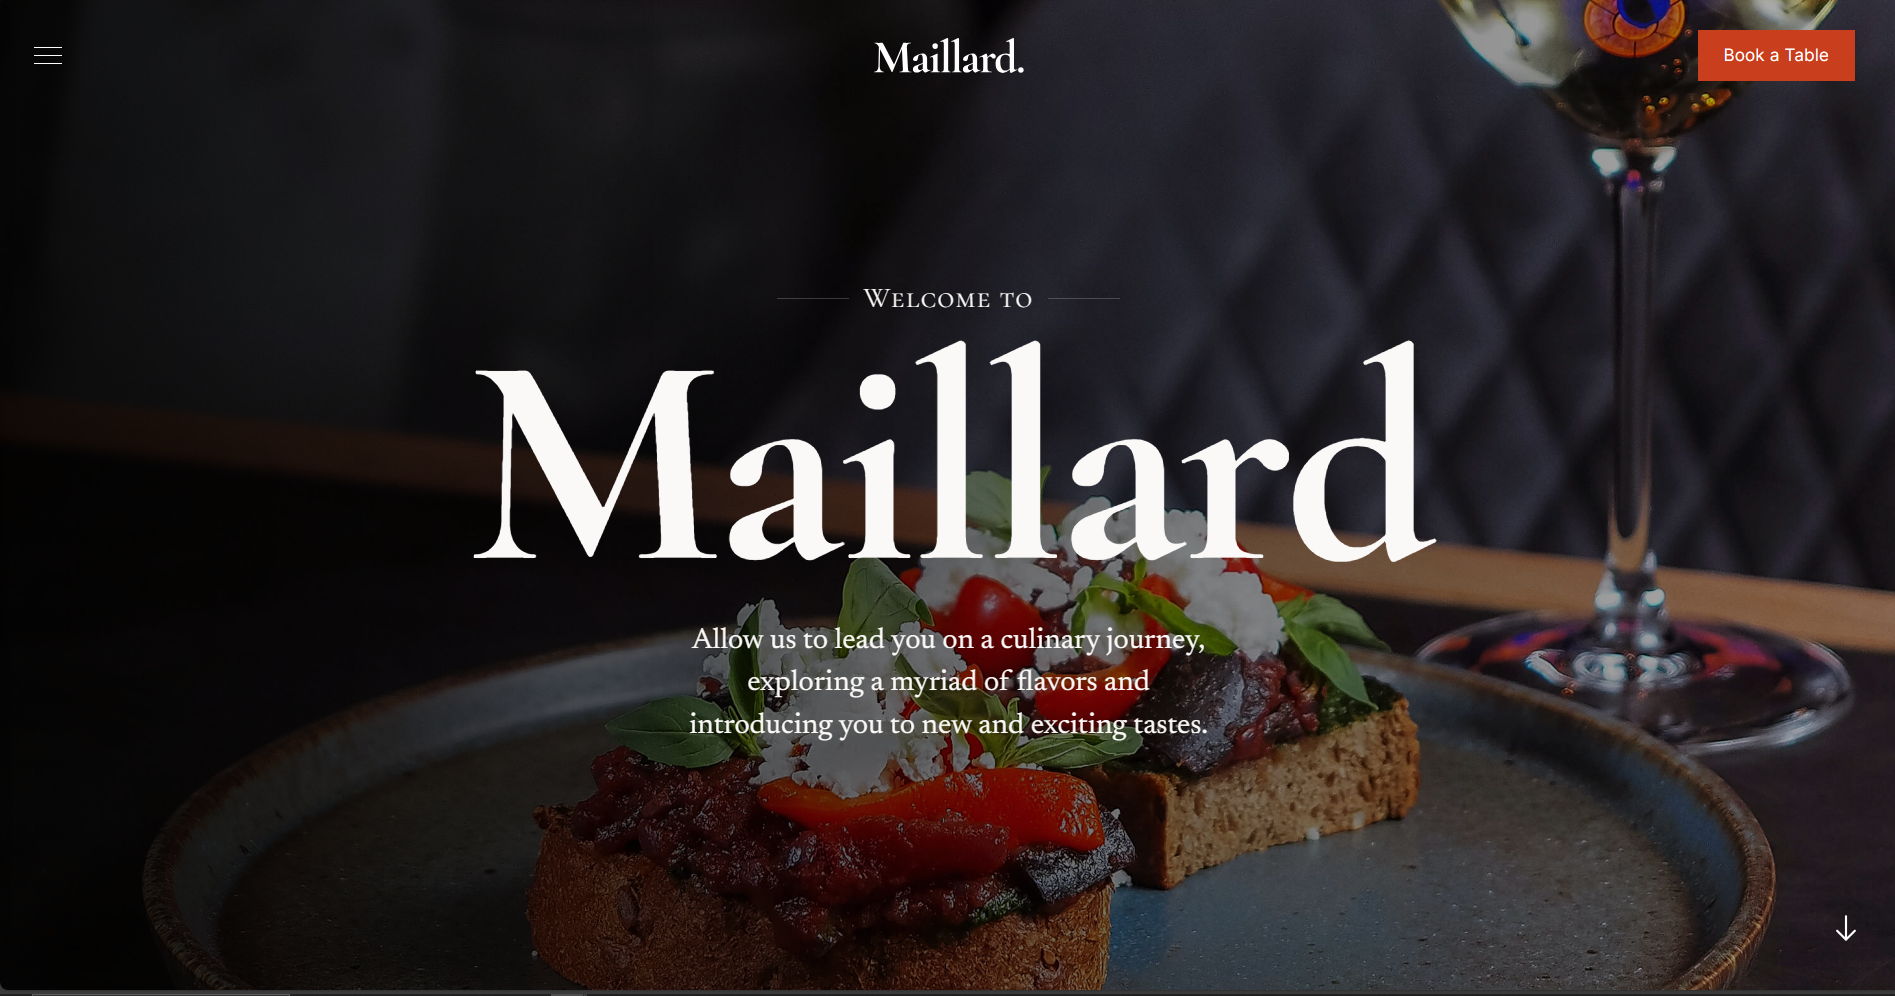 Maillard.
Book a Table
Welcome to
Maillard
Allow us to lead you on a culinary journey,
exploring a myriad of flavors and
introducing you to new and exciting tastes.